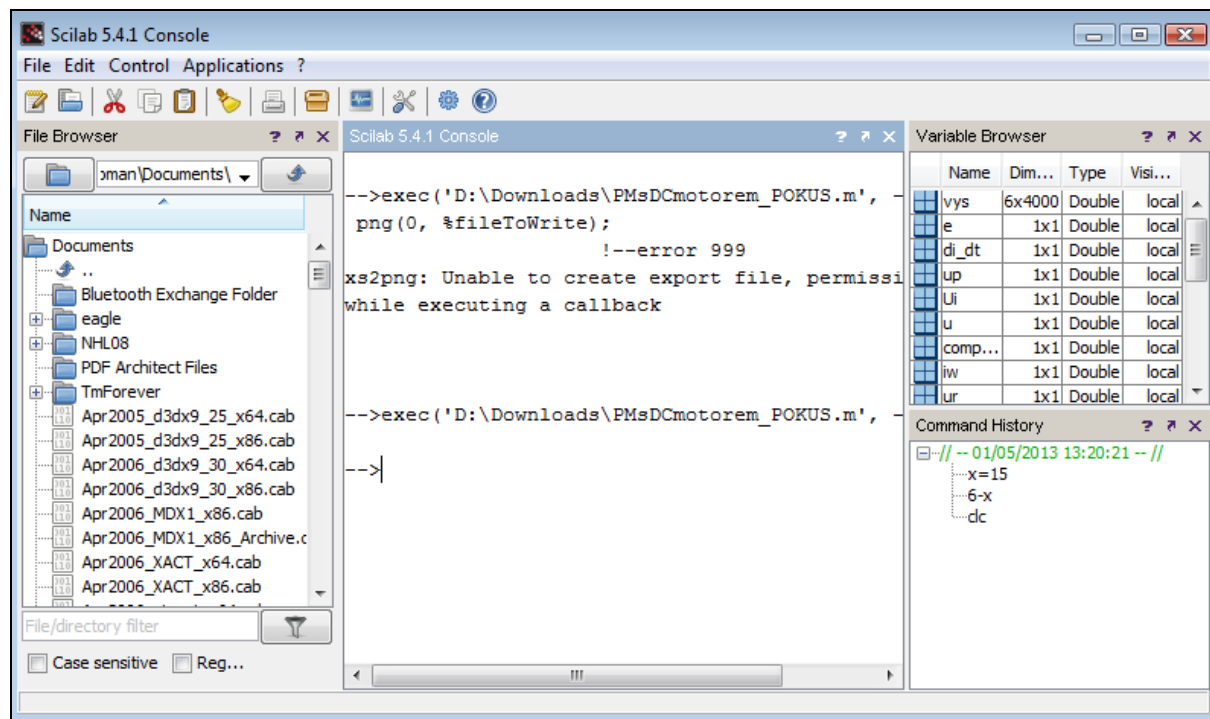 Scilab 5.4.1 Console
File Edit Control Applications ?
File Browser ? X
oman\Documents\
Name
Documents
..
Bluetooth Exchange Folder
eagle
NHL08
PDF Architect Files
TmForever
Apr2005_d3dx9_25_x64.cab
Apr2005_d3dx9_25_x86.cab
Apr2006_d3dx9_30_x64.cab
Apr2006_d3dx9_30_x86.cab
Apr2006_MDX1_x86.cab
Apr2006_MDX1_x86_Archive.c
Apr2006_XACT_x64.cab
Apr2006_XACT_x86.cab
File/directory filter
Case sensitive Reg...
Scilab 5.4.1 Console ? X
-->exec('D:\Downloads\PMsDCmotorem_POKUS.m', -
png(0, %fileToWrite);
!--error 999
xs2png: Unable to create export file, permissi
while executing a callback
-->exec('D:\Downloads\PMsDCmotorem_POKUS.m', -
-->
Variable Browser ? X
Name Dim... Type Visi...
vys 6x4000 Double local
e 1x1 Double local
di_dt 1x1 Double local
up 1x1 Double local
Ui 1x1 Double local
u 1x1 Double local
comp... 1x1 Double local
iw 1x1 Double local
ur 1x1 Double local
Command History ? X
// -- 01/05/2013 13:20:21 -- //
x=15
6-x
clc